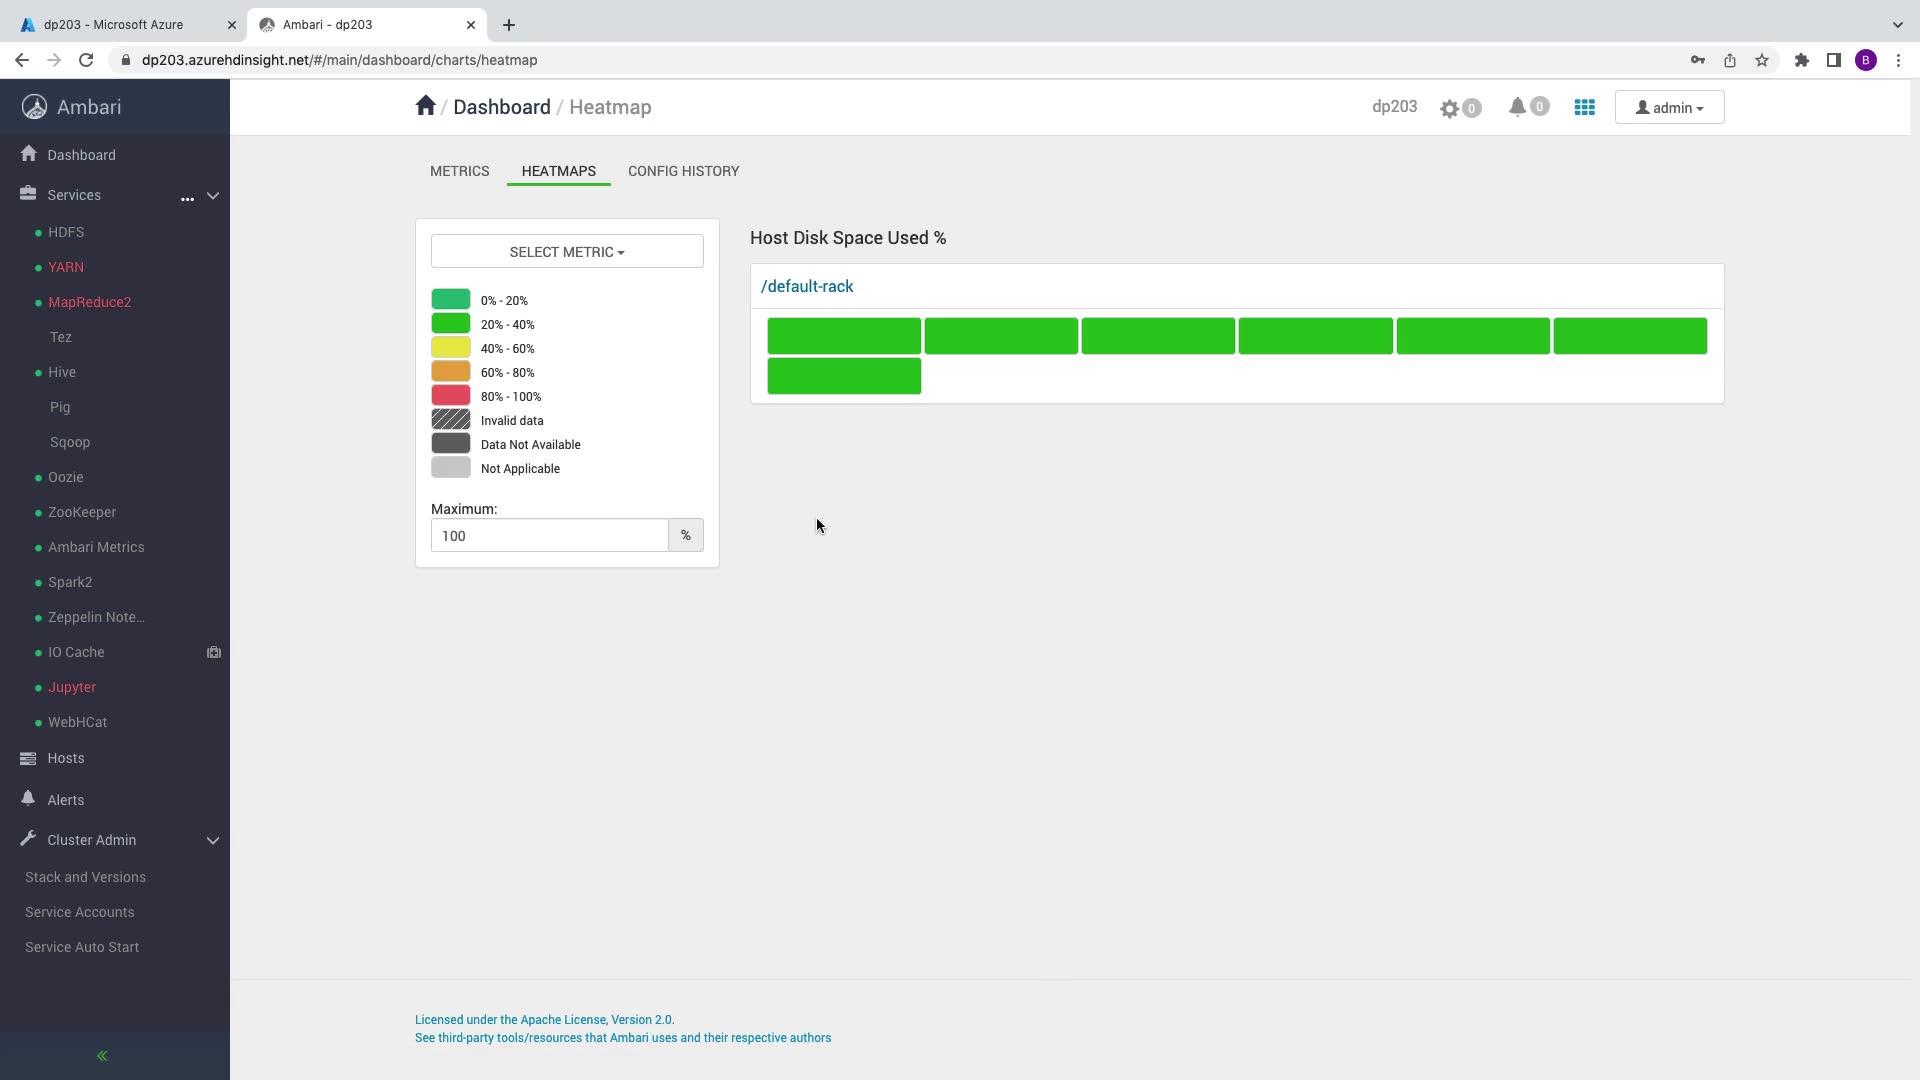 dp203 - Microsoft Azure
Ambari - dp203
dp203.azurehdinsight.net/#/main/dashboard/charts/heatmap
B
Ambari
/ Dashboard / Heatmap
dp203
0
0
admin
Dashboard
Services
HDFS
YARN
MapReduce2
Tez
Hive
Pig
Sqoop
Oozie
ZooKeeper
Ambari Metrics
Spark2
Zeppelin Note...
IO Cache
Jupyter
WebHCat
Hosts
Alerts
Cluster Admin
Stack and Versions
Service Accounts
Service Auto Start
METRICS
HEATMAPS
CONFIG HISTORY
SELECT METRIC
0% - 20%
20% - 40%
40% - 60%
60% - 80%
80% - 100%
Invalid data
Data Not Available
Not Applicable
Maximum:
100 %
Host Disk Space Used %
/default-rack
Licensed under the Apache License, Version 2.0.
See third-party tools/resources that Ambari uses and their respective authors